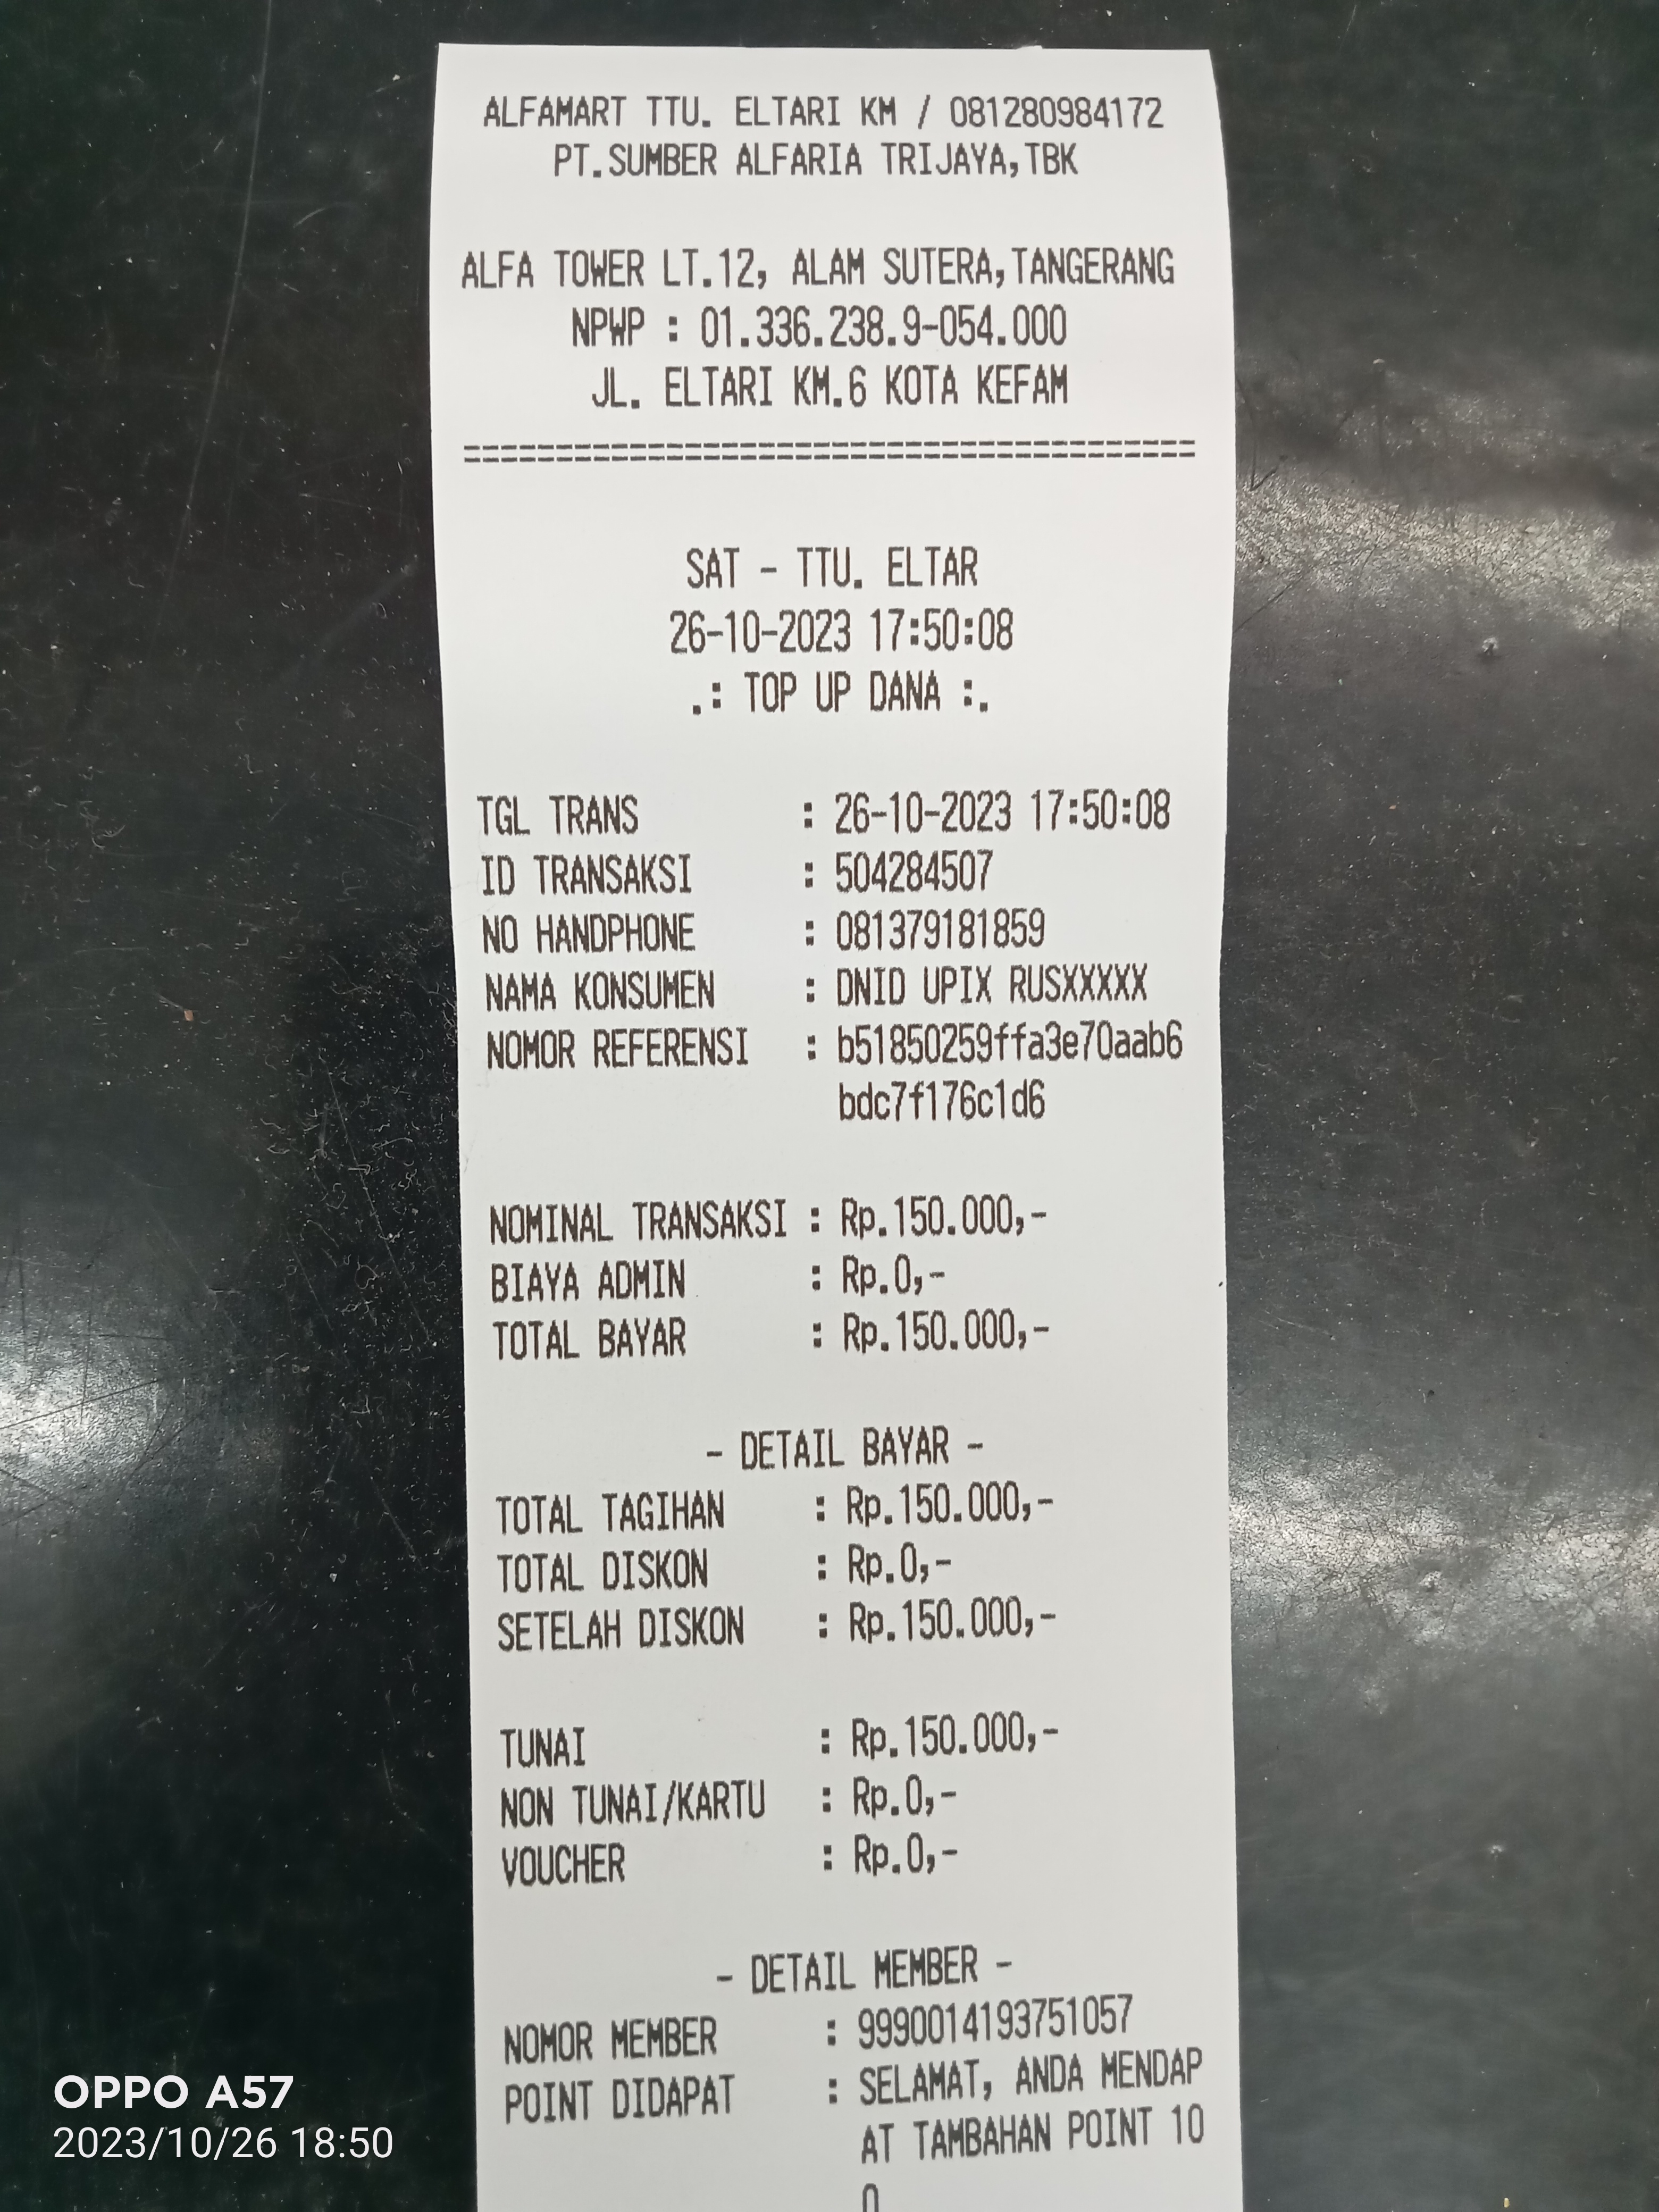 ALFAMART TTU. ELTARI KM / 081280984172
PT.SUMBER ALFARIA TRIJAYA,TBK
ALFA TOWER LT.12, ALAM SUTERA,TANGERANG
NPWP : 01.336.238.9-054.000
JL. ELTARI KM.6 KOTA KEFAM
=======================================
SAT - TTU. ELTAR
26-10-2023 17:50:08
.: TOP UP DANA :.
TGL TRANS : 26-10-2023 17:50:08
ID TRANSAKSI : 504284507
NO HANDPHONE : 081379181859
NAMA KONSUMEN : DNID UPIX RUSXXXXX
NOMOR REFERENSI : b51850259ffa3e70aab6
bdc7f176c1d6
NOMINAL TRANSAKSI : Rp.150.000,-
BIAYA ADMIN : Rp.0,-
TOTAL BAYAR : Rp.150.000,-
- DETAIL BAYAR -
TOTAL TAGIHAN : Rp.150.000,-
TOTAL DISKON : Rp.0,-
SETELAH DISKON : Rp.150.000,-
TUNAI : Rp.150.000,-
NON TUNAI/KARTU : Rp.0,-
VOUCHER : Rp.0,-
- DETAIL MEMBER -
NOMOR MEMBER : 9990014193751057
POINT DIDAPAT : SELAMAT, ANDA MENDAP
AT TAMBAHAN POINT 10
0
OPPO A57
2023/10/26 18:50